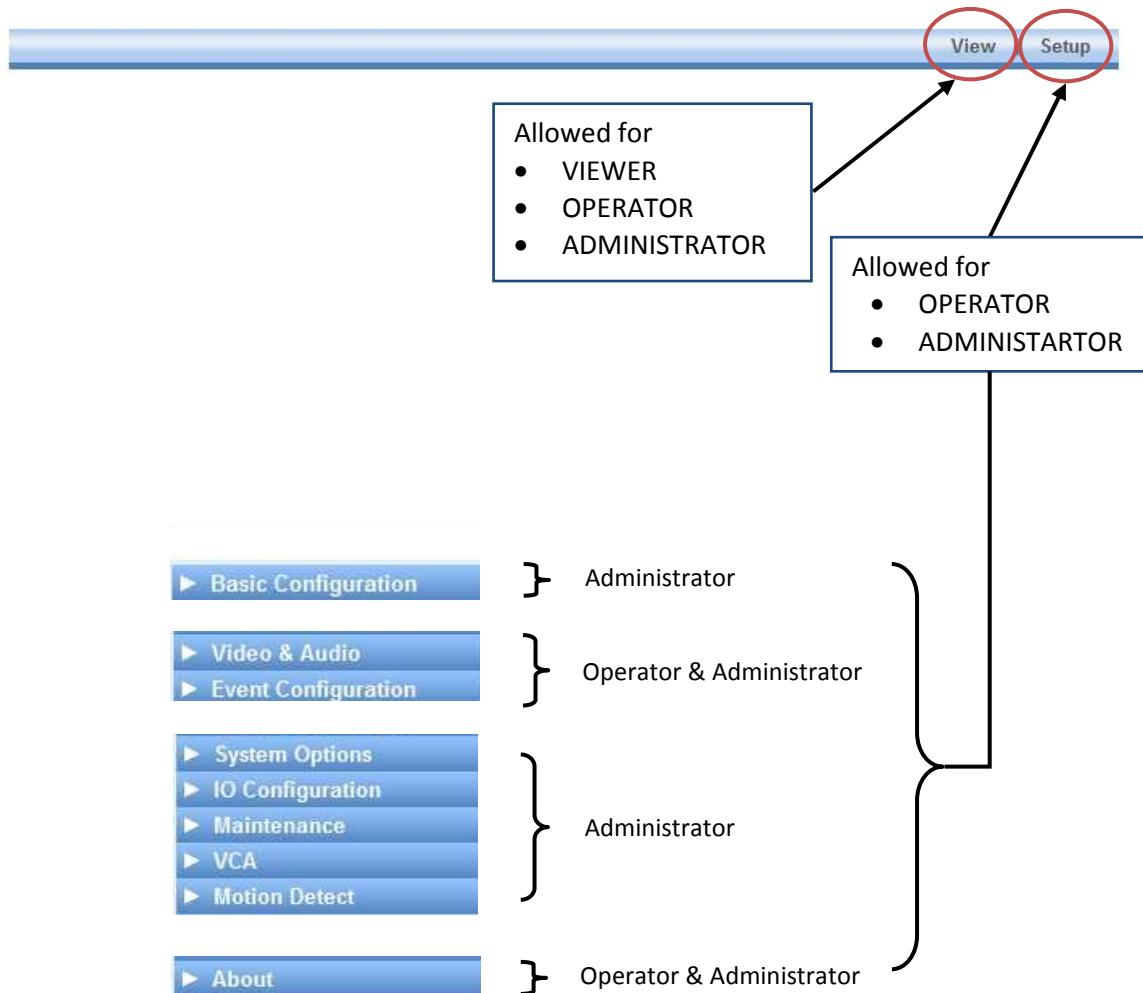 View Setup
Allowed for
• VIEWER
• OPERATOR
• ADMINISTRATOR
Allowed for
• OPERATOR
• ADMINISTARTOR
Basic Configuration
Administrator
Video & Audio
Event Configuration
Operator & Administrator
System Options
IO Configuration
Maintenance
VCA
Motion Detect
Administrator
About
Operator & Administrator